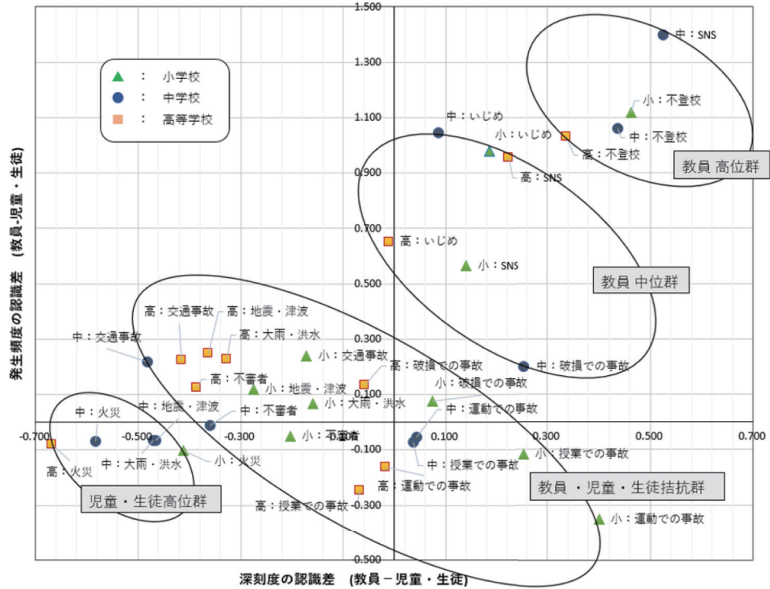 1.500
中：SNS
▲ ： 小学校
● ： 中学校
■ ： 高等学校
1.100
小：不登校
中：いじめ
小：いじめ
中：不登校
高：不登校
教員 高位群
0.900
高：SNS
0.700
高：いじめ
小：SNS
0.500
教員 中位群
高：交通事故
高：地震・津波
0.300
中：交通事故
高：大雨・洪水
小：交通事故
高：破損での事故
中：破損での事故
高：不審者
小：地震・津波
小：破損での事故
0.100
中：火災
中：地震・津波
中：不審者
小：大雨・洪水
中：運動での事故
-0.700
-0.500
-0.300
-0.100
0.100
0.300
0.500
0.700
小：不審者
-0.100
高：火災
中：大雨・洪水
小：火災
中：授業での事故
小：授業での事故
高：運動での事故
児童・生徒高位群
教員 ・児童・生徒拮抗群
高：授業での事故
-0.300
小：運動での事故
0.500
発生頻度の認識差 (教員-児童・生徒)
深刻度の認識差 (教員－児童・生徒)